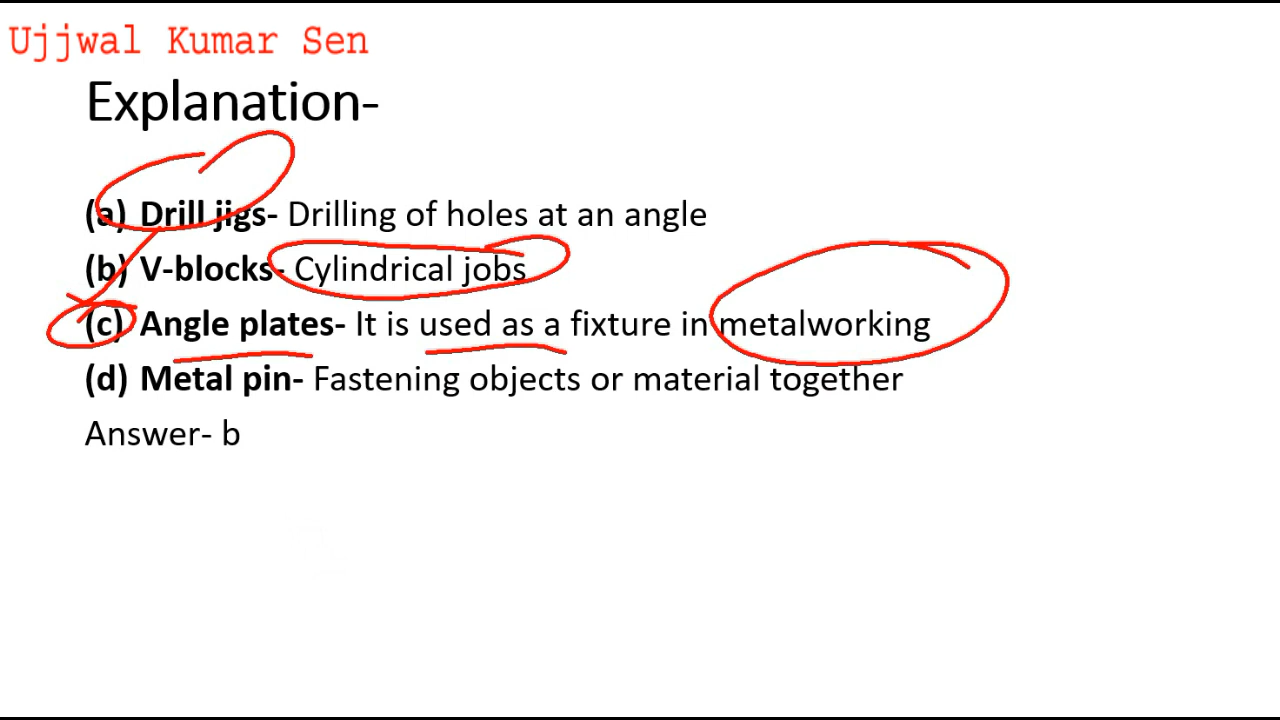 Ujjwal Kumar Sen
Explanation-
(a) Drill jigs- Drilling of holes at an angle
(b) V-blocks- Cylindrical jobs
(c) Angle plates- It is used as a fixture in metalworking
(d) Metal pin- Fastening objects or material together
Answer- b